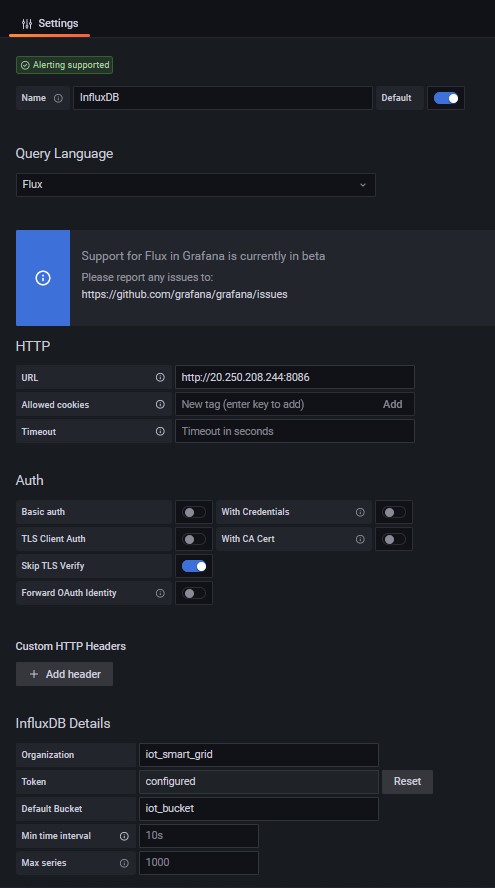 Settings
Alerting supported
Name InfluxDB Default
Query Language
Flux
Support for Flux in Grafana is currently in beta
Please report any issues to:
https://github.com/grafana/grafana/issues
HTTP
URL http://20.250.208.244:8086
Allowed cookies New tag (enter key to add) Add
Timeout Timeout in seconds
Auth
Basic auth With Credentials
TLS Client Auth With CA Cert
Skip TLS Verify
Forward OAuth Identity
Custom HTTP Headers
+ Add header
InfluxDB Details
Organization iot_smart_grid
Token configured Reset
Default Bucket iot_bucket
Min time interval 10s
Max series 1000